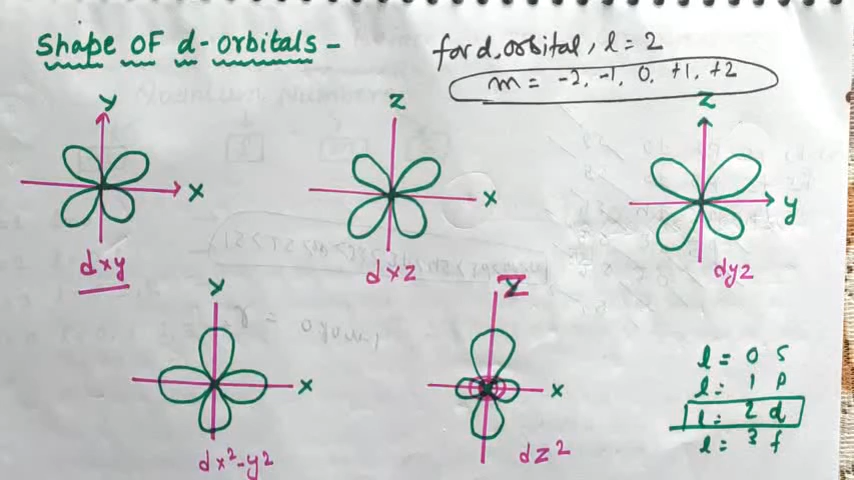 Shape OF d-orbitals -
for d. orbital, l = 2
m = -2, -1, 0, +1, +2
Y
X
dxy
Z
X
dxz
Z
y
dyz
Y
X
dx²-y²
X
dz²
l = 0 S
l = 1 P
l = 2 d
l = 3 f